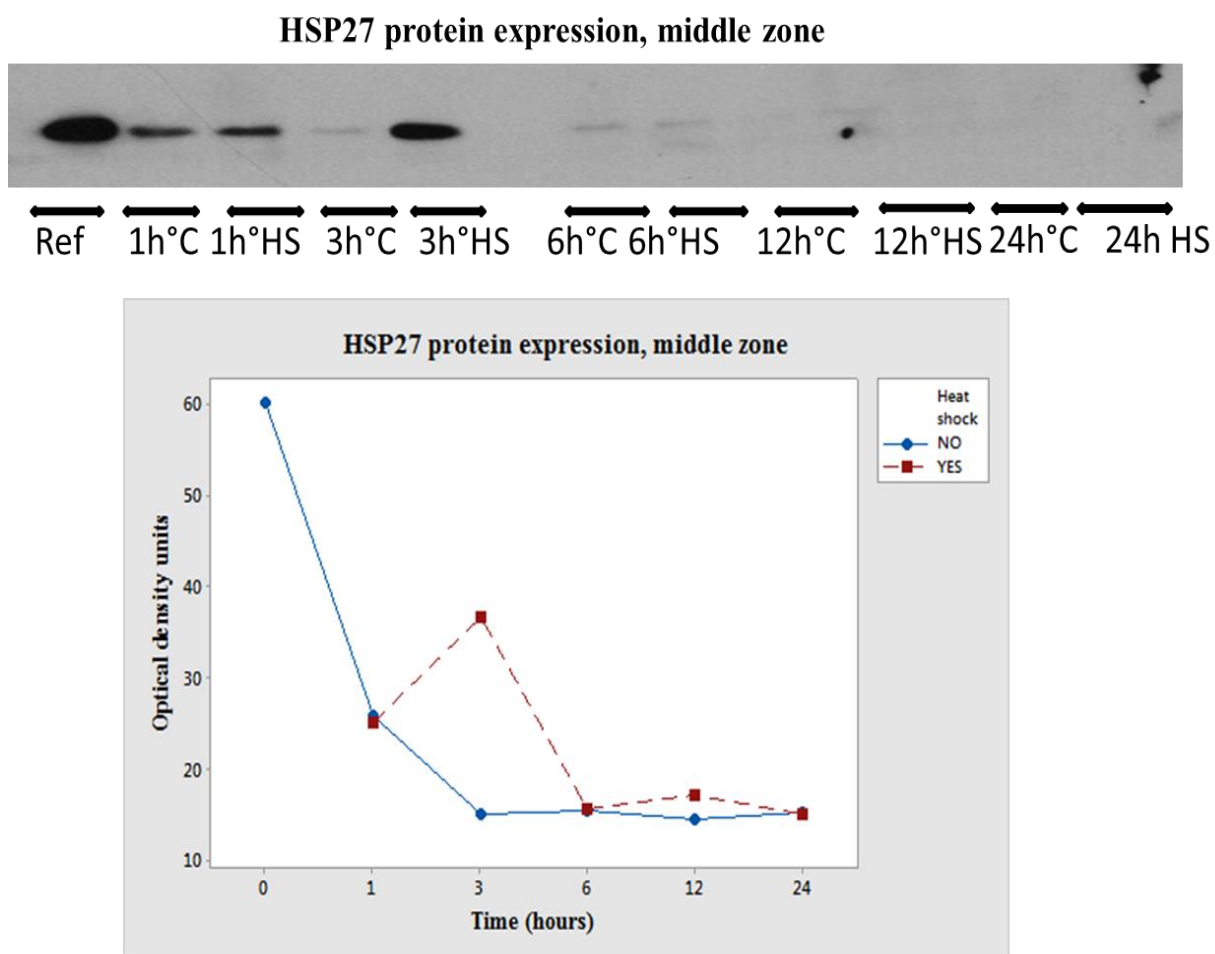 HSP27 protein expression, middle zone
Ref 1h°C 1h°HS 3h°C 3h°HS 6h°C 6h°HS 12h°C 12h°HS 24h°C 24h HS
HSP27 protein expression, middle zone
Heat
shock
NO
YES
60
50
40
30
20
10
Optical density units
0 1 3 6 12 24
Time (hours)